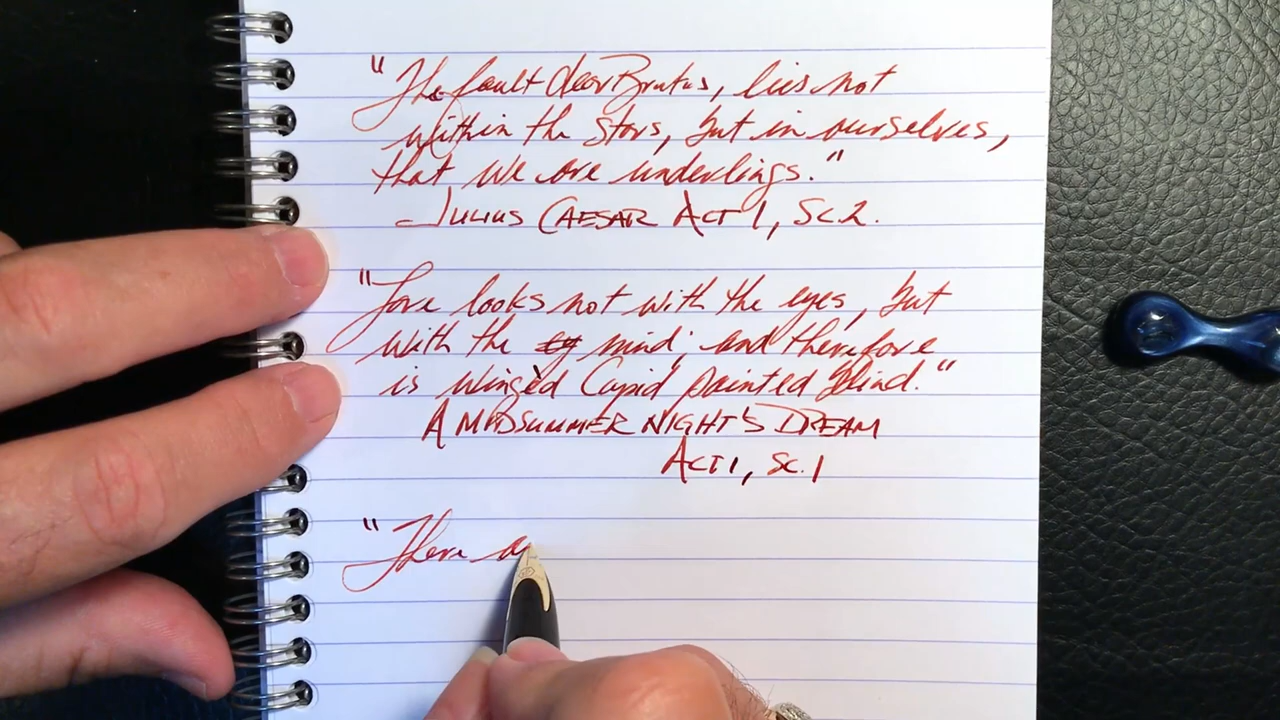 "The fault dear Brutus, lies not
within the stars, but in ourselves,
that we are underlings."
Julius Caesar Act 1, Sc. 2.
"Love looks not with the eyes, but
with the mind; and therefore
is wingèd Cupid painted blind."
A Midsummer Night's Dream
Act 1, Sc. 1
"There a